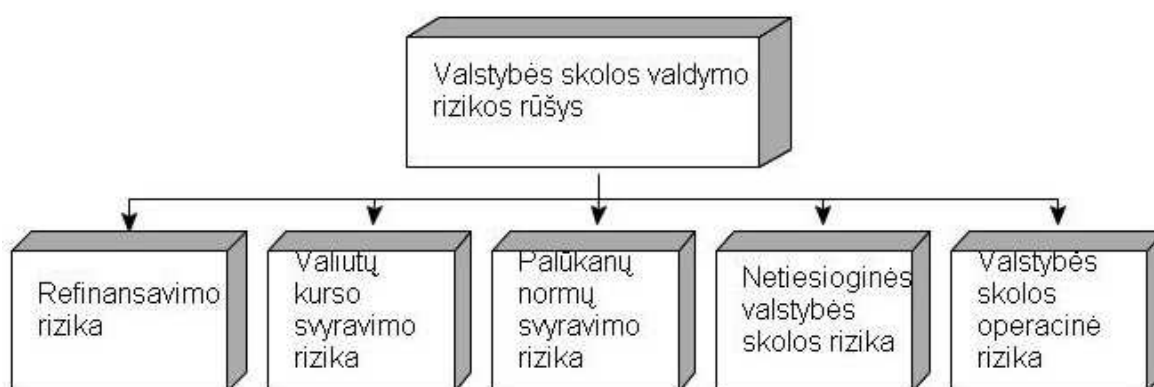 Valstybės skolos valdymo
rizikos rūšys
Refinansavimo
rizika
Valiutų
kurso
svyravimo
rizika
Palūkanų
normų
svyravimo
rizika
Netiesioginės
valstybės
skolos rizika
Valstybės
skolos
operacinė
rizika